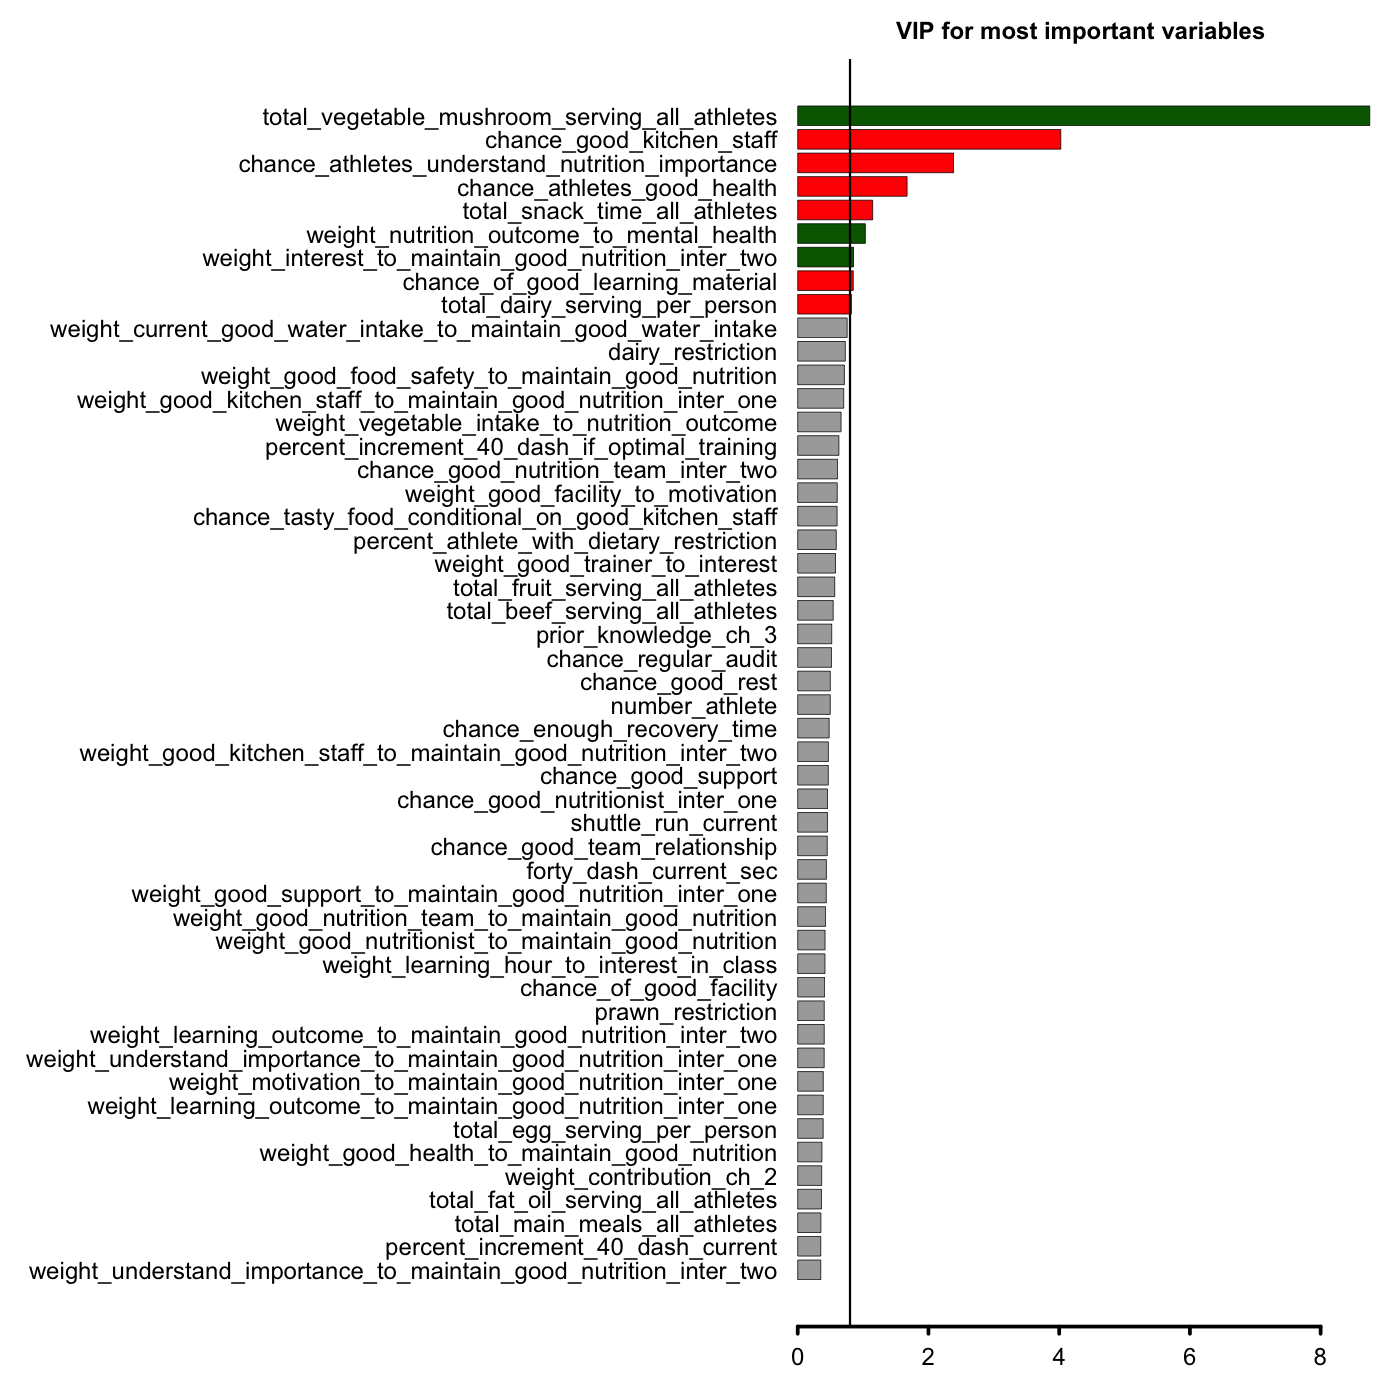 VIP for most important variables
total_vegetable_mushroom_serving_all_athletes
chance_good_kitchen_staff
chance_athletes_understand_nutrition_importance
chance_athletes_good_health
total_snack_time_all_athletes
weight_nutrition_outcome_to_mental_health
weight_interest_to_maintain_good_nutrition_inter_two
chance_of_good_learning_material
total_dairy_serving_per_person
weight_current_good_water_intake_to_maintain_good_water_intake
dairy_restriction
weight_good_food_safety_to_maintain_good_nutrition
weight_good_kitchen_staff_to_maintain_good_nutrition_inter_one
weight_vegetable_intake_to_nutrition_outcome
percent_increment_40_dash_if_optimal_training
chance_good_nutrition_team_inter_two
weight_good_facility_to_motivation
chance_tasty_food_conditional_on_good_kitchen_staff
percent_athlete_with_dietary_restriction
weight_good_trainer_to_interest
total_fruit_serving_all_athletes
total_beef_serving_all_athletes
prior_knowledge_ch_3
chance_regular_audit
chance_good_rest
number_athlete
chance_enough_recovery_time
weight_good_kitchen_staff_to_maintain_good_nutrition_inter_two
chance_good_support
chance_good_nutritionist_inter_one
shuttle_run_current
chance_good_team_relationship
forty_dash_current_sec
weight_good_support_to_maintain_good_nutrition_inter_one
weight_good_nutrition_team_to_maintain_good_nutrition
weight_good_nutritionist_to_maintain_good_nutrition
weight_learning_hour_to_interest_in_class
chance_of_good_facility
prawn_restriction
weight_learning_outcome_to_maintain_good_nutrition_inter_two
weight_understand_importance_to_maintain_good_nutrition_inter_one
weight_motivation_to_maintain_good_nutrition_inter_one
weight_learning_outcome_to_maintain_good_nutrition_inter_one
total_egg_serving_per_person
weight_good_health_to_maintain_good_nutrition
weight_contribution_ch_2
total_fat_oil_serving_all_athletes
total_main_meals_all_athletes
percent_increment_40_dash_current
weight_understand_importance_to_maintain_good_nutrition_inter_two
0 2 4 6 8